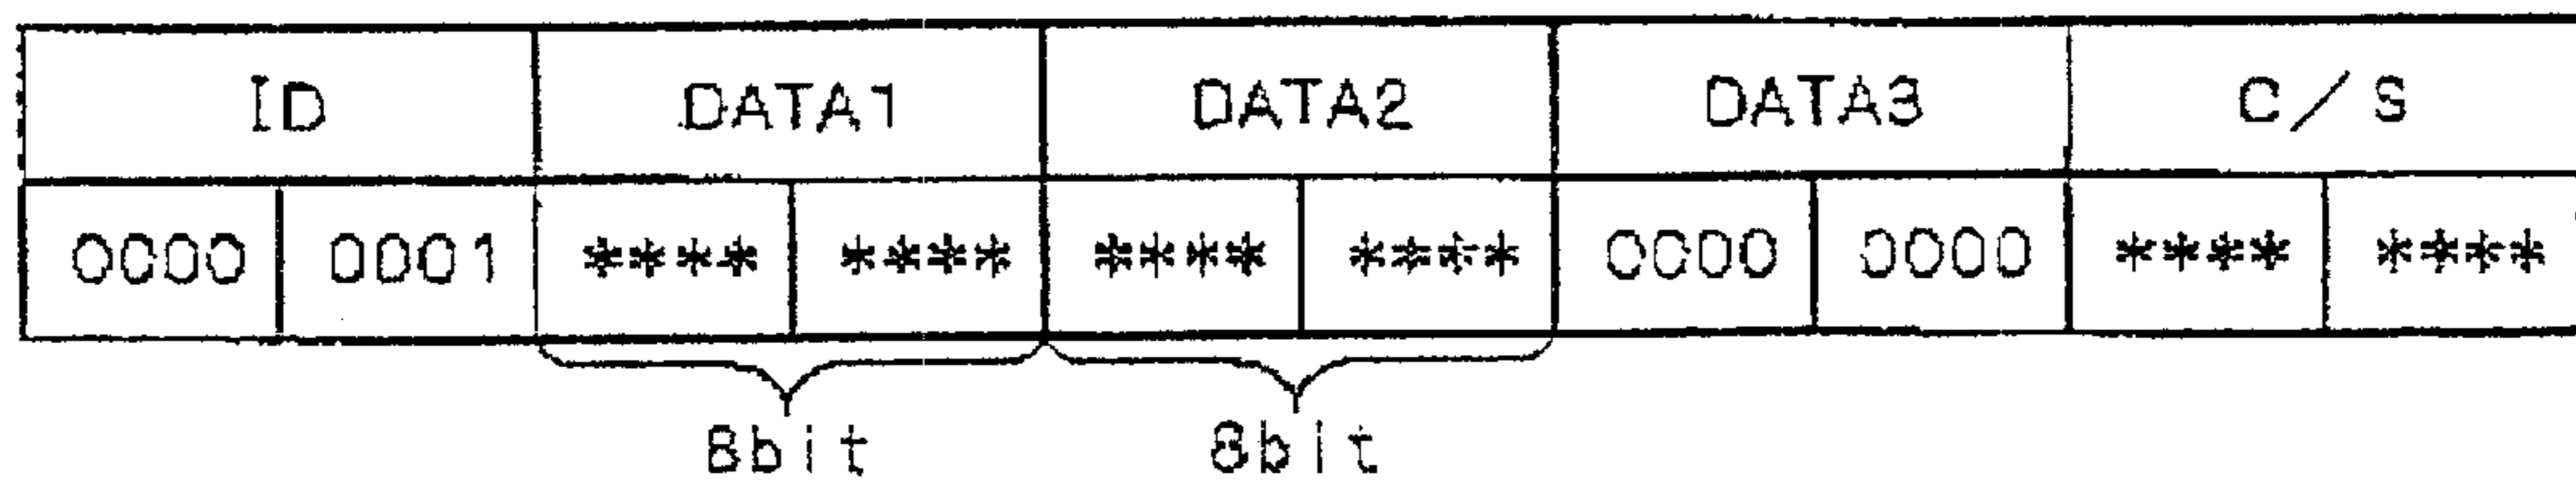 ID DATA1 DATA2 DATA3 C/S
0000 0001 **** **** **** **** 0000 0000 **** ****
8bit 8bit